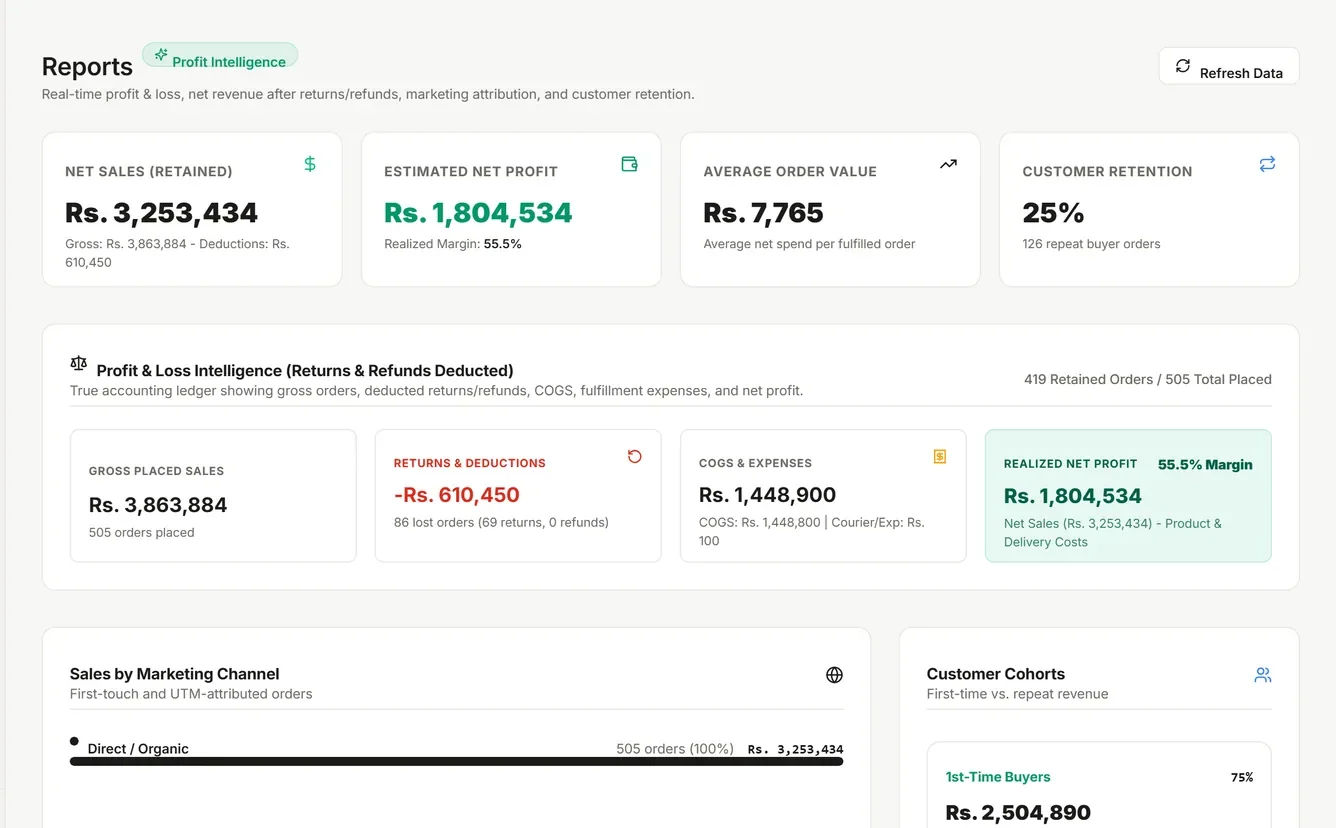 Reports
Profit Intelligence
Refresh Data
Real-time profit & loss, net revenue after returns/refunds, marketing attribution, and customer retention.
NET SALES (RETAINED)
Rs. 3,253,434
Gross: Rs. 3,863,884 - Deductions: Rs.
610,450
ESTIMATED NET PROFIT
Rs. 1,804,534
Realized Margin: 55.5%
AVERAGE ORDER VALUE
Rs. 7,765
Average net spend per fulfilled order
CUSTOMER RETENTION
25%
126 repeat buyer orders
Profit & Loss Intelligence (Returns & Refunds Deducted)
True accounting ledger showing gross orders, deducted returns/refunds, COGS, fulfillment expenses, and net profit.
419 Retained Orders / 505 Total Placed
GROSS PLACED SALES
Rs. 3,863,884
505 orders placed
RETURNS & DEDUCTIONS
-Rs. 610,450
86 lost orders (69 returns, 0 refunds)
COGS & EXPENSES
Rs. 1,448,900
COGS: Rs. 1,448,800 | Courier/Exp: Rs.
100
REALIZED NET PROFIT
55.5% Margin
Rs. 1,804,534
Net Sales (Rs. 3,253,434) - Product &
Delivery Costs
Sales by Marketing Channel
First-touch and UTM-attributed orders
Direct / Organic
505 orders (100%)
Rs. 3,253,434
Customer Cohorts
First-time vs. repeat revenue
1st-Time Buyers
75%
Rs. 2,504,890